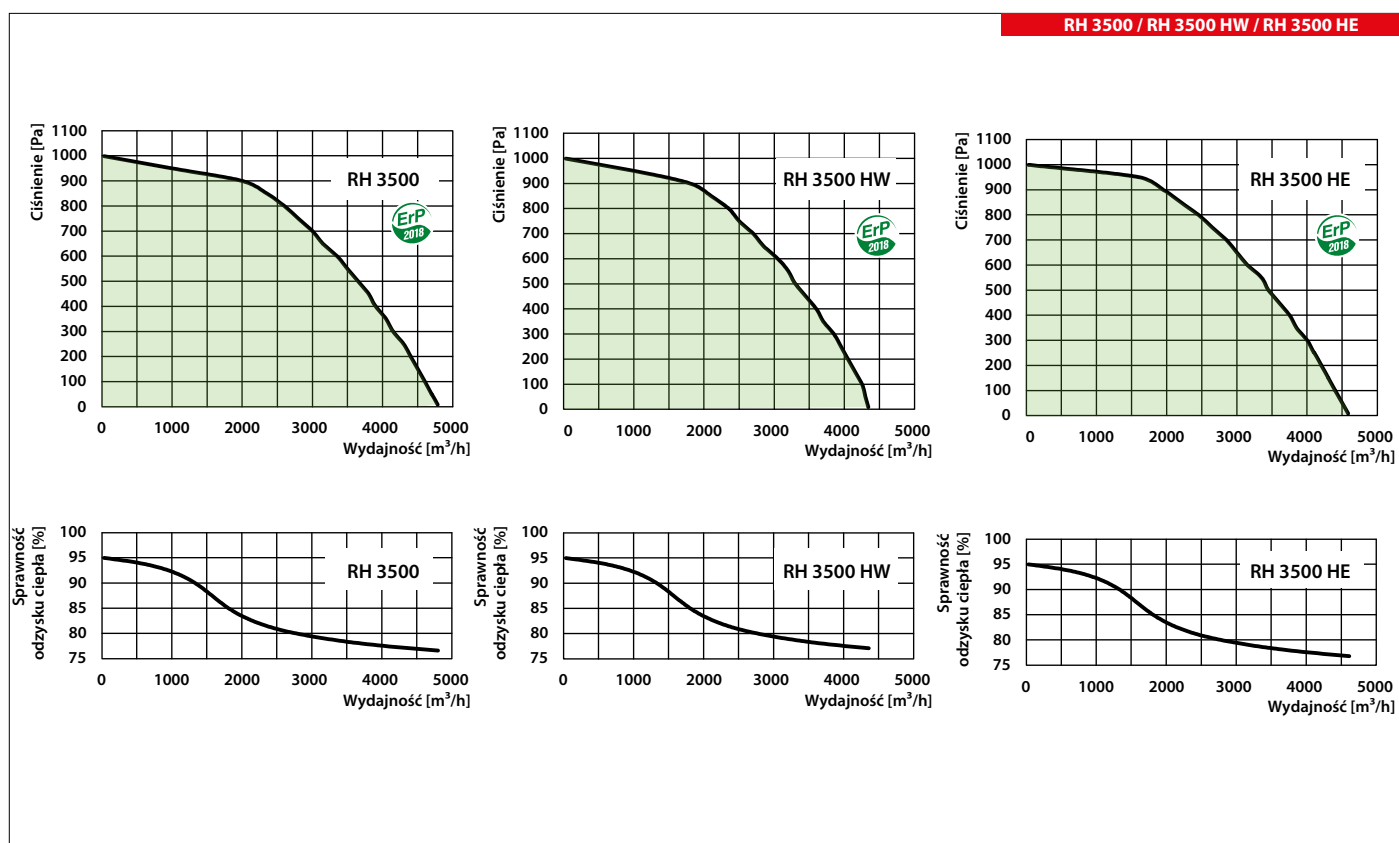 RH 3500 / RH 3500 HW / RH 3500 HE
Ciśnienie [Pa]
1100
1000
900
800
700
600
500
400
300
200
100
0
RH 3500
ErP
2018
0 1000 2000 3000 4000 5000
Wydajność [m³/h]
Ciśnienie [Pa]
1100
1000
900
800
700
600
500
400
300
200
100
0
RH 3500 HW
ErP
2018
0 1000 2000 3000 4000 5000
Wydajność [m³/h]
Ciśnienie [Pa]
1100
1000
900
800
700
600
500
400
300
200
100
0
RH 3500 HE
ErP
2018
0 1000 2000 3000 4000 5000
Wydajność [m³/h]
Sprawność
odzysku ciepła [%]
100
95
90
85
80
75
RH 3500
0 1000 2000 3000 4000 5000
Wydajność [m³/h]
Sprawność
odzysku ciepła [%]
100
95
90
85
80
75
RH 3500 HW
0 1000 2000 3000 4000 5000
Wydajność [m³/h]
Sprawność
odzysku ciepła [%]
100
95
90
85
80
75
RH 3500 HE
0 1000 2000 3000 4000 5000
Wydajność [m³/h]